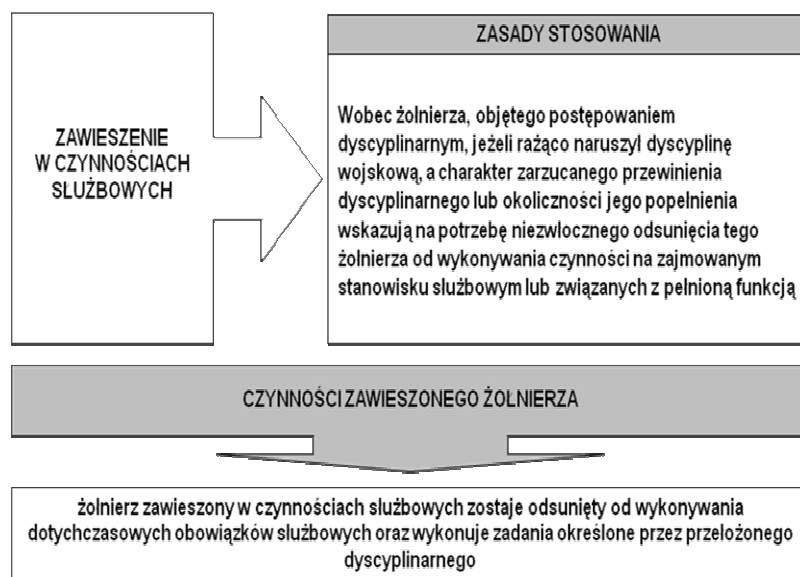 ZAWIESZENIE
W CZYNNOŚCIACH
SŁUŻBOWYCH
ZASADY STOSOWANIA
Wobec żołnierza, objętego postępowaniem
dyscyplinarnym, jeżeli rażąco naruszył dyscyplinę
wojskową, a charakter zarzucanego przewinienia
dyscyplinarnego lub okoliczności jego popełnienia
wskazują na potrzebę niezwłocznego odsunięcia tego
żołnierza od wykonywania czynności na zajmowanym
stanowisku służbowym lub związanych z pełnioną funkcją
CZYNNOŚCI ZAWIESZONEGO ŻOŁNIERZA
żołnierz zawieszony w czynnościach służbowych zostaje odsunięty od wykonywania
dotychczasowych obowiązków służbowych oraz wykonuje zadania określone przez przełożonego
dyscyplinarnego